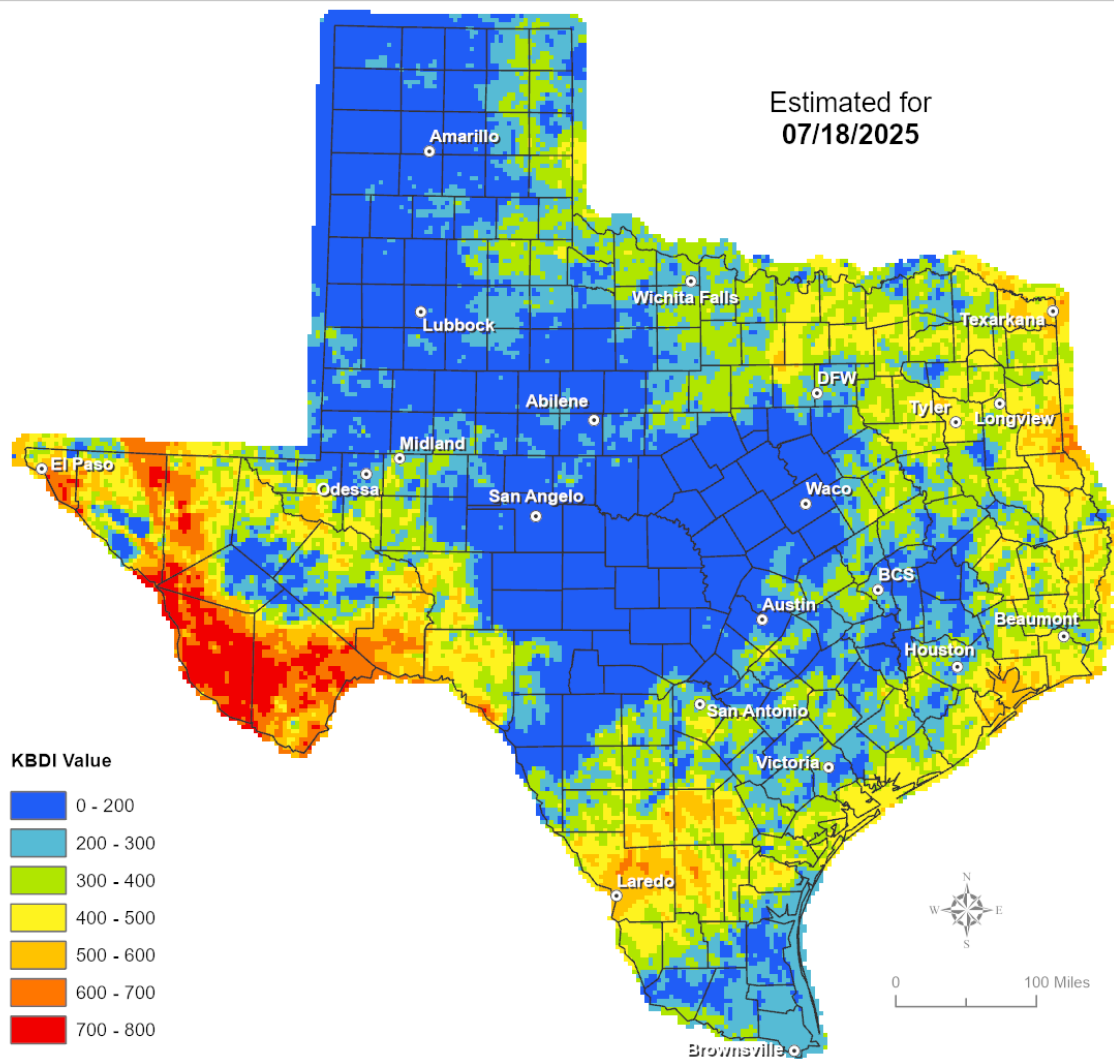 Estimated for
07/18/2025
Amarillo
Wichita Falls
Lubbock
Texarkana
DFW
Abilene
Tyler
Longview
Midland
El Paso
Odessa
San Angelo
Waco
BCS
Austin
Beaumont
Houston
San Antonio
Victoria
Laredo
Brownsville
KBDI Value
0 - 200
200 - 300
300 - 400
400 - 500
500 - 600
600 - 700
700 - 800
N
W E
S
0 100 Miles